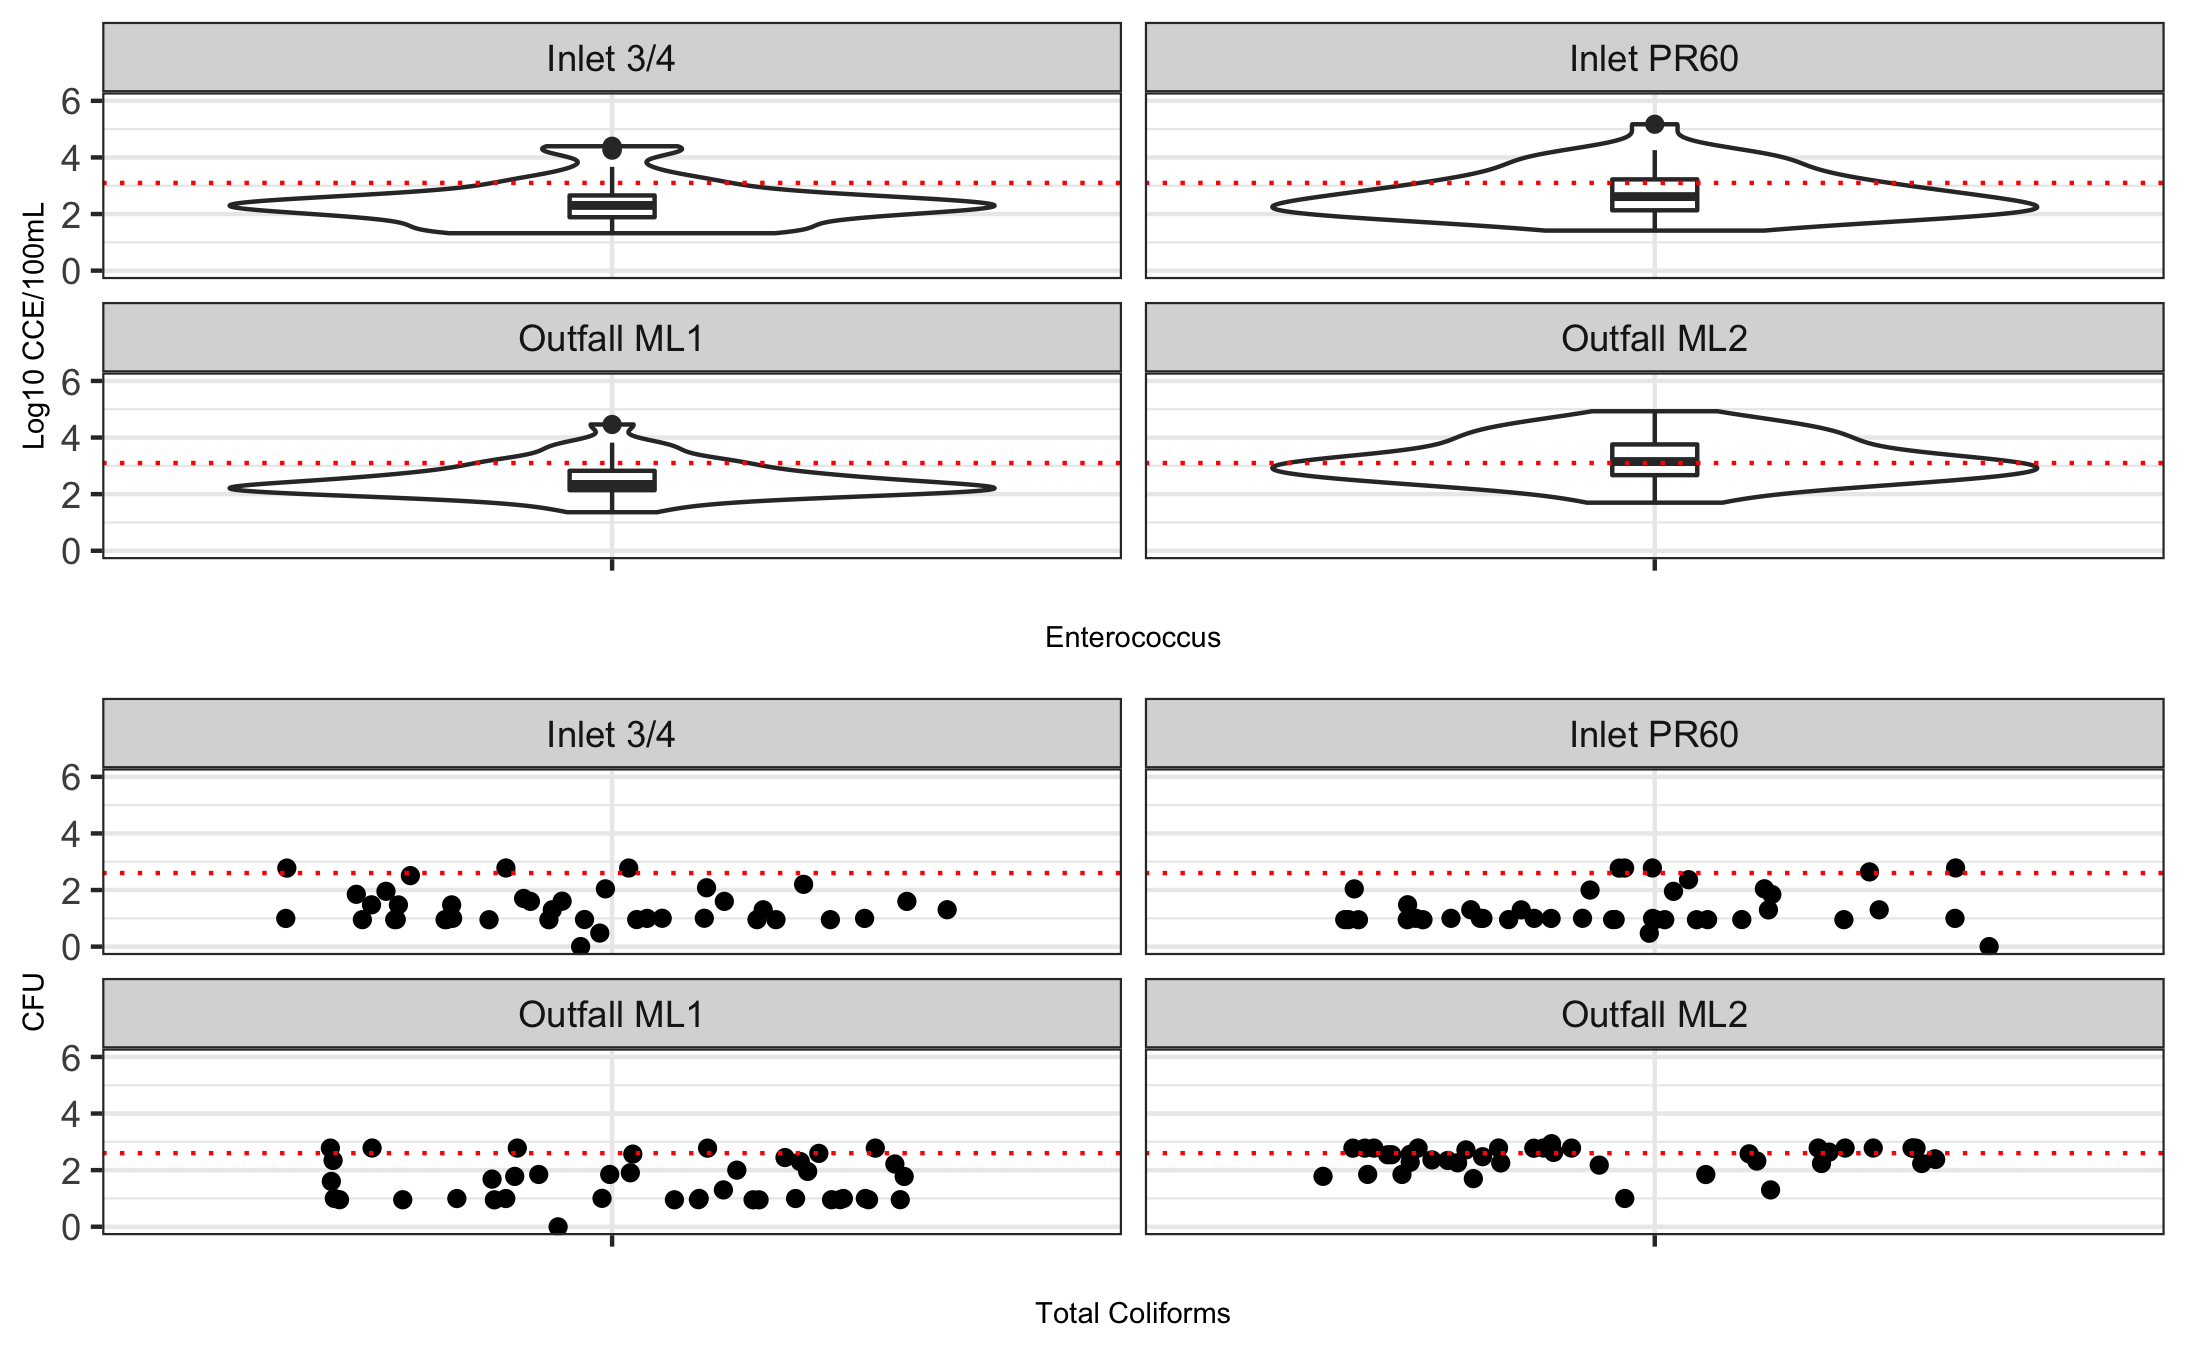 Inlet 3/4
Inlet PR60
6
4
2
0
Outfall ML1
Outfall ML2
6
4
2
0
Log10 CCE/100mL
Enterococcus
Inlet 3/4
Inlet PR60
6
4
2
0
Outfall ML1
Outfall ML2
6
4
2
0
CFU
Total Coliforms